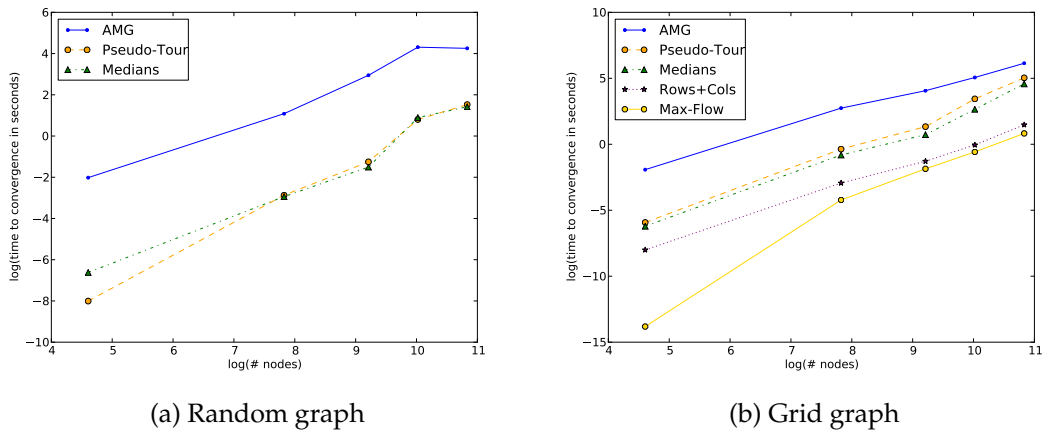 AMG
Pseudo-Tour
Medians
log(time to convergence in seconds)
6
4
2
0
−2
−4
−6
−8
−10
4 5 6 7 8 9 10 11
log(# nodes)
(a) Random graph
AMG
Pseudo-Tour
Medians
Rows+Cols
Max-Flow
log(time to convergence in seconds)
10
5
0
−5
−10
−15
4 5 6 7 8 9 10 11
log(# nodes)
(b) Grid graph